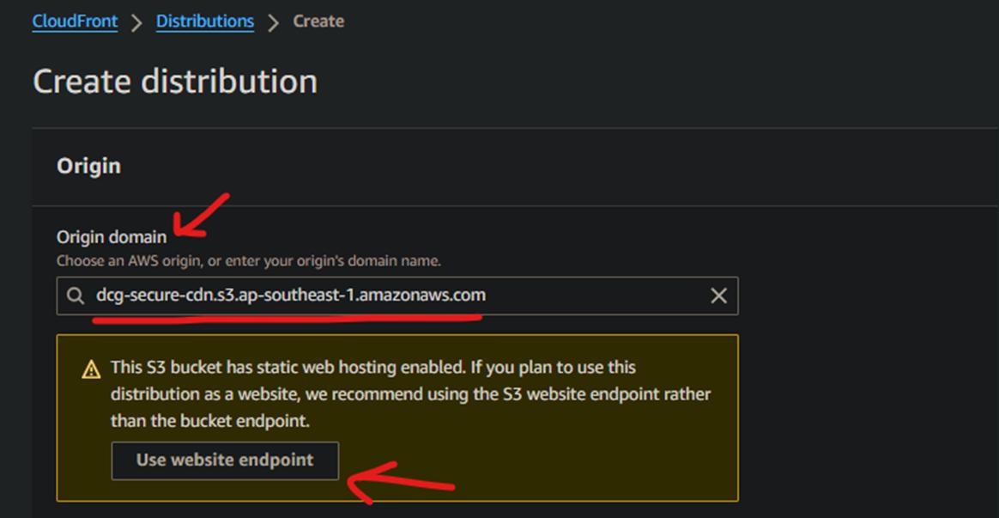 CloudFront > Distributions > Create
Create distribution
Origin
Origin domain
Choose an AWS origin, or enter your origin's domain name.
dcg-secure-cdn.s3.ap-southeast-1.amazonaws.com
This S3 bucket has static web hosting enabled. If you plan to use this
distribution as a website, we recommend using the S3 website endpoint rather
than the bucket endpoint.
Use website endpoint